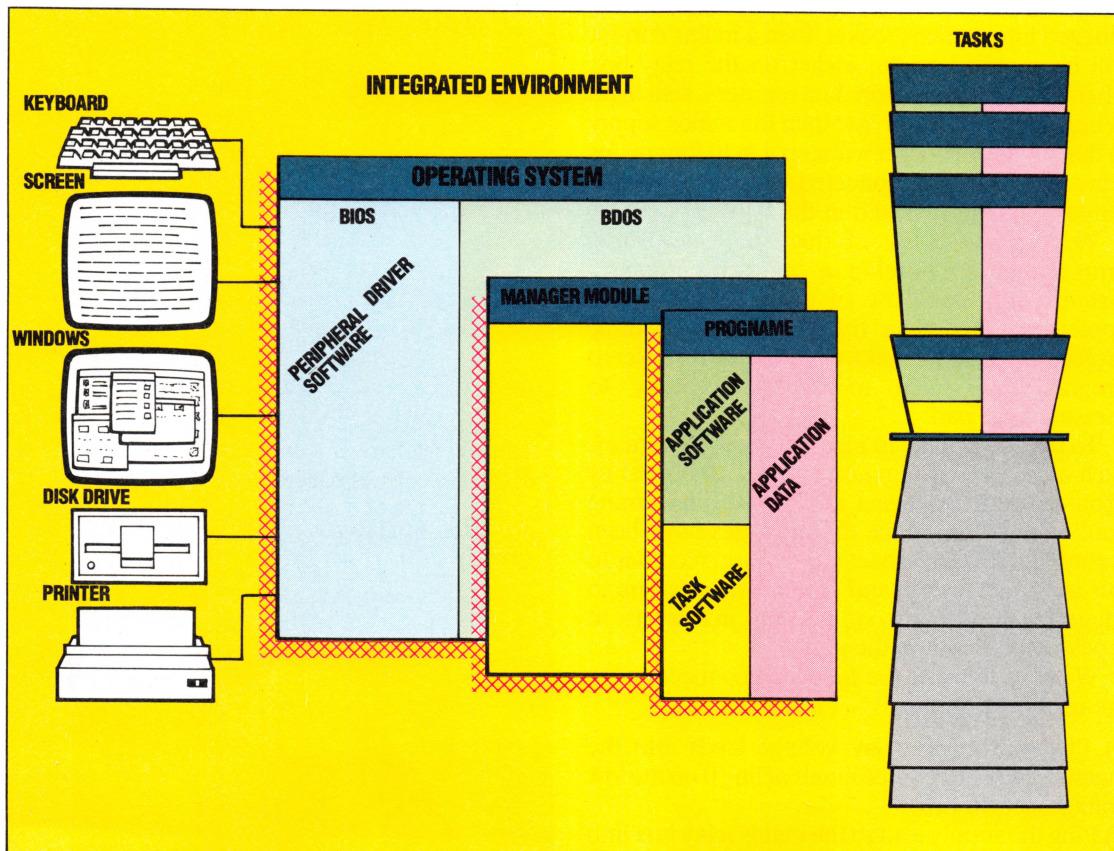 TASKS
INTEGRATED ENVIRONMENT
KEYBOARD
SCREEN
WINDOWS
DISK DRIVE
PRINTER
OPERATING SYSTEM
BIOS
BDOS
PERIPHERAL DRIVER
SOFTWARE
MANAGER MODULE
PROGNAME
APPLICATION
SOFTWARE
APPLICATION
DATA
TASK
SOFTWARE